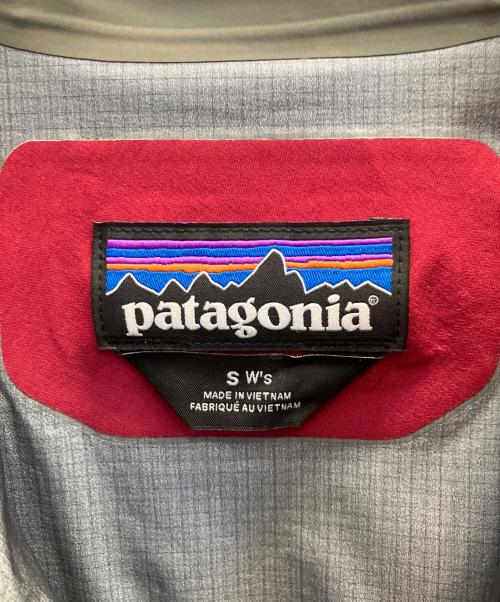 patagonia®
S W's
MADE IN VIETNAM
FABRIQUÉ AU VIETNAM